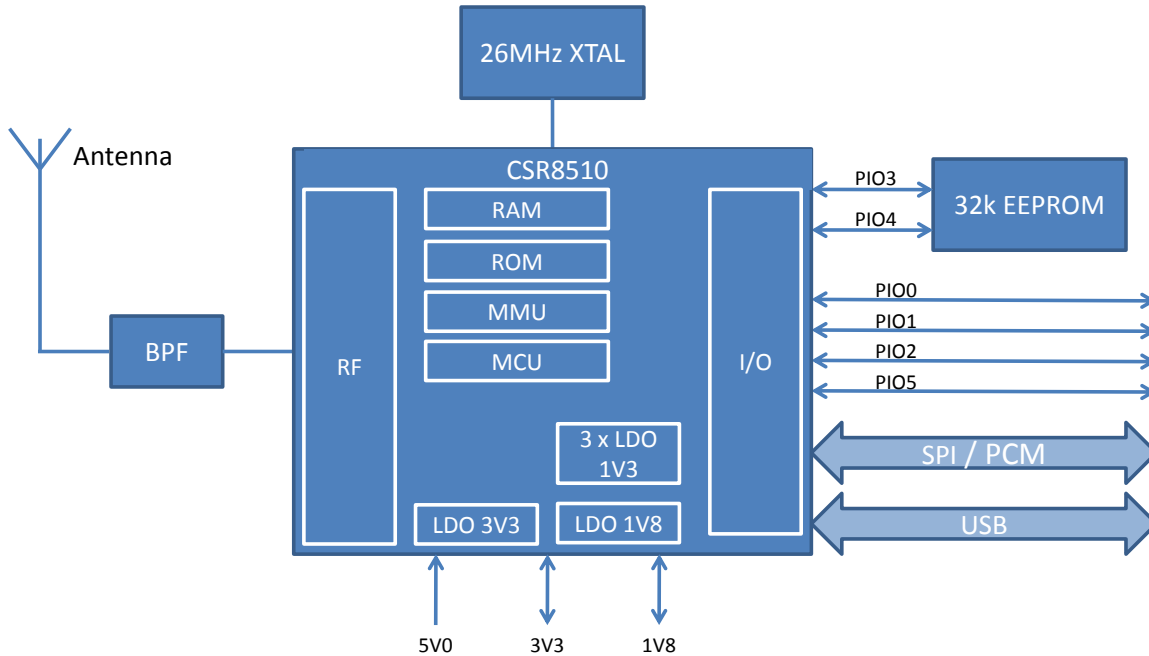 26MHz XTAL
Antenna
CSR8510
PIO3
32k EEPROM
RAM
PIO4
ROM
PIO0
MMU
PIO1
BPF
RF
MCU
I/O
PIO2
PIO5
3 x LDO
1V3
SPI / PCM
LDO 3V3
LDO 1V8
USB
5V0
3V3
1V8